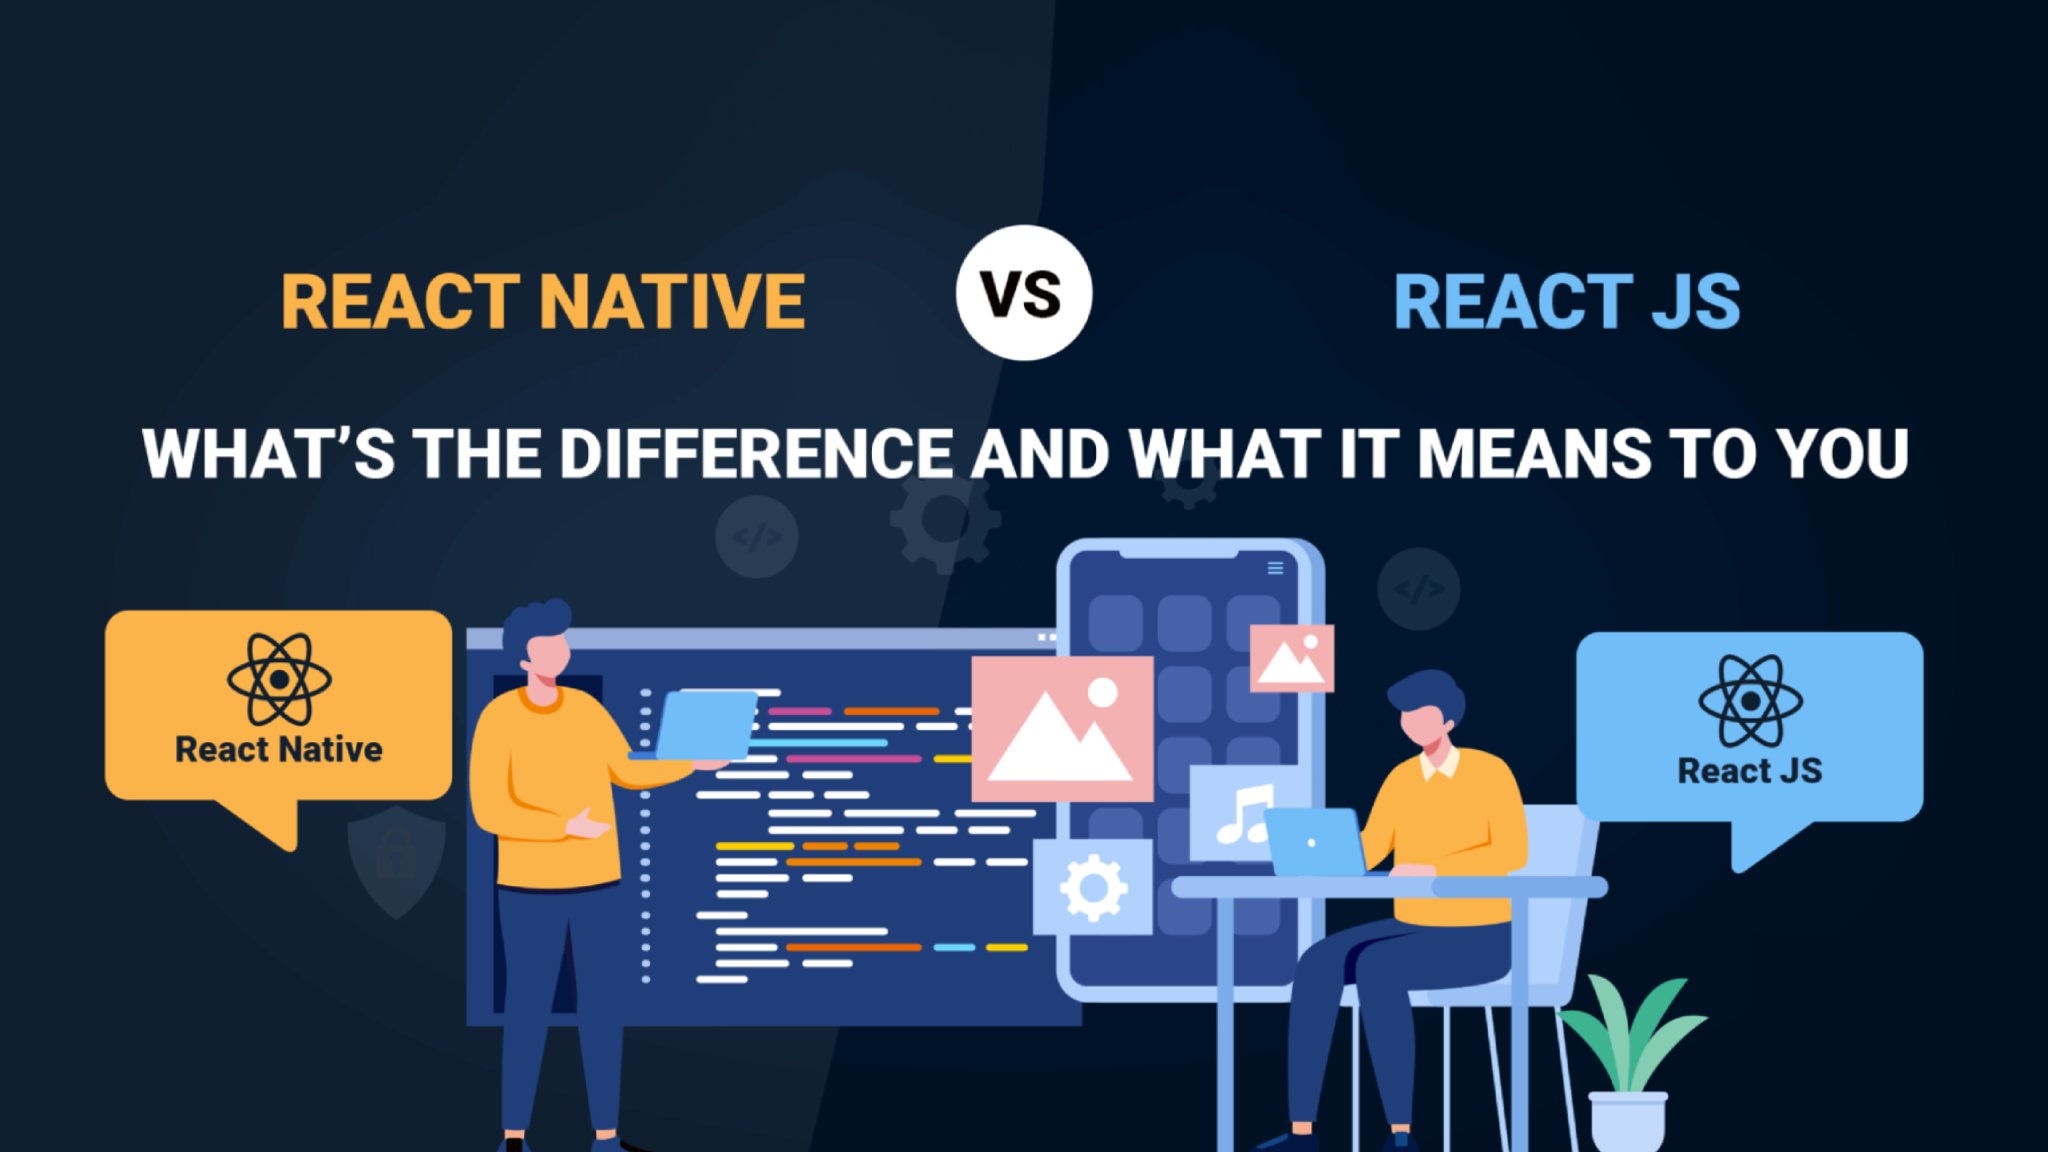 REACT NATIVE
VS
REACT JS
WHAT’S THE DIFFERENCE AND WHAT IT MEANS TO YOU
</>
</>
React Native
React JS